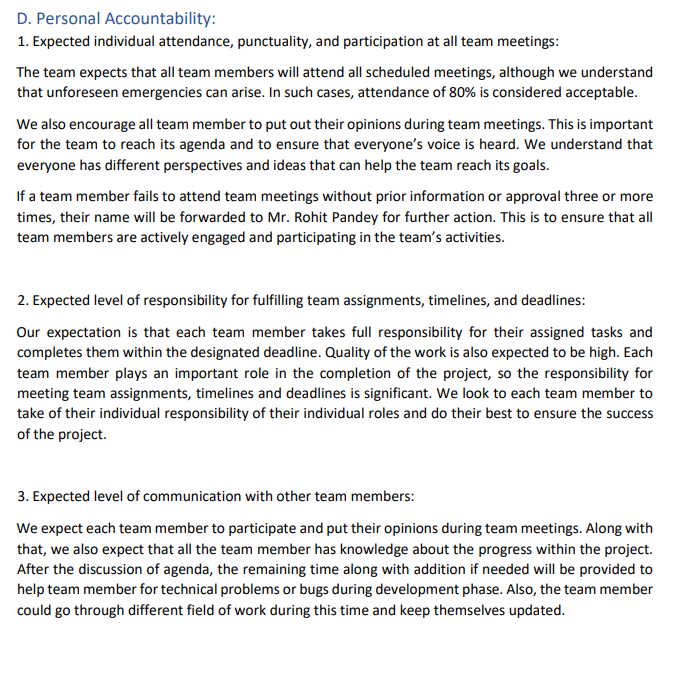 D. Personal Accountability:
1. Expected individual attendance, punctuality, and participation at all team meetings:
The team expects that all team members will attend all scheduled meetings, although we understand
that unforeseen emergencies can arise. In such cases, attendance of 80% is considered acceptable.
We also encourage all team member to put out their opinions during team meetings. This is important
for the team to reach its agenda and to ensure that everyone's voice is heard. We understand that
everyone has different perspectives and ideas that can help the team reach its goals.
If a team member fails to attend team meetings without prior information or approval three or more
times, their name will be forwarded to Mr. Rohit Pandey for further action. This is to ensure that all
team members are actively engaged and participating in the team's activities.
2. Expected level of responsibility for fulfilling team assignments, timelines, and deadlines:
Our expectation is that each team member takes full responsibility for their assigned tasks and
completes them within the designated deadline. Quality of the work is also expected to be high. Each
team member plays an important role in the completion of the project, so the responsibility for
meeting team assignments, timelines and deadlines is significant. We look to each team member to
take of their individual responsibility of their individual roles and do their best to ensure the success
of the project.
3. Expected level of communication with other team members:
We expect each team member to participate and put their opinions during team meetings. Along with
that, we also expect that all the team member has knowledge about the progress within the project.
After the discussion of agenda, the remaining time along with addition if needed will be provided to
help team member for technical problems or bugs during development phase. Also, the team member
could go through different field of work during this time and keep themselves updated.